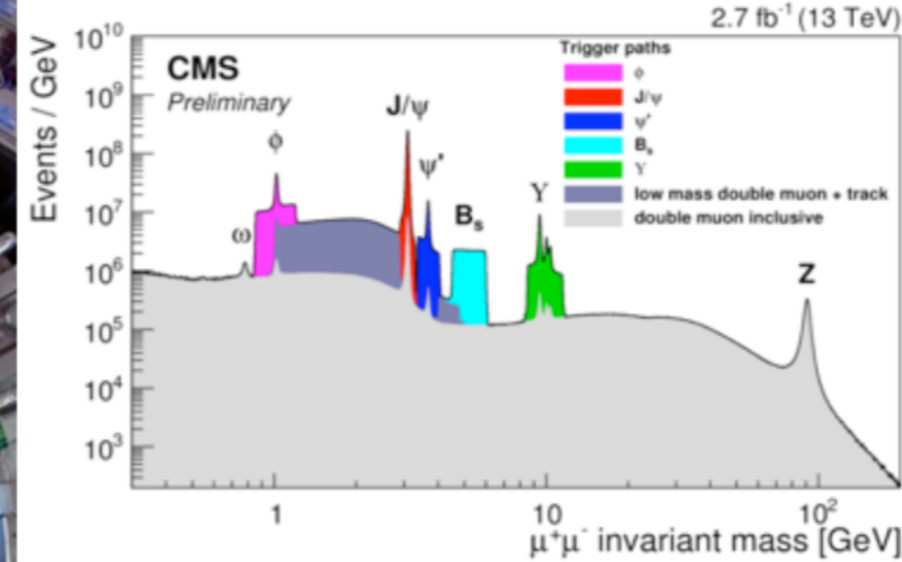 2.7 fb⁻¹ (13 TeV)
Events / GeV
10¹⁰
10⁹
10⁸
10⁷
10⁶
10⁵
10⁴
10³
CMS
Preliminary
ω
ϕ
J/ψ
ψ'
Bₛ
Υ
Z
Trigger paths
ϕ
J/ψ
ψ'
Bₛ
Υ
low mass double muon + track
double muon inclusive
1
10
10²
μ⁺μ⁻ invariant mass [GeV]